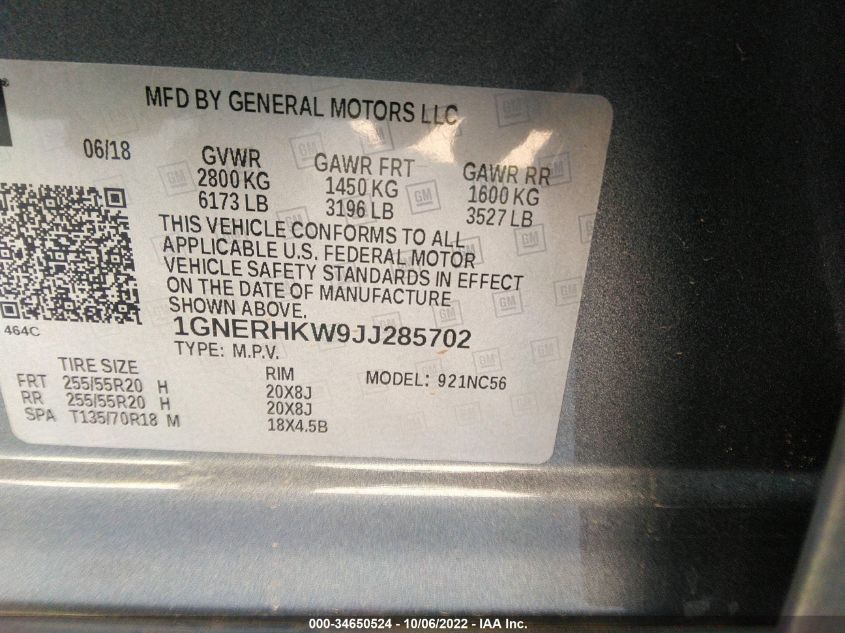 MFD BY GENERAL MOTORS LLC
06/18
GVWR GAWR FRT GAWR RR
2800 KG 1450 KG 1600 KG
6173 LB 3196 LB 3527 LB
THIS VEHICLE CONFORMS TO ALL
APPLICABLE U.S. FEDERAL MOTOR
VEHICLE SAFETY STANDARDS IN EFFECT
ON THE DATE OF MANUFACTURE
SHOWN ABOVE.
464C
1GNERHKW9JJ285702
TYPE: M.P.V.
TIRE SIZE RIM MODEL: 921NC56
FRT 255/55R20 H 20X8J
RR 255/55R20 H 20X8J
SPA T135/70R18 M 18X4.5B
000-34650524 - 10/06/2022 - IAA Inc.